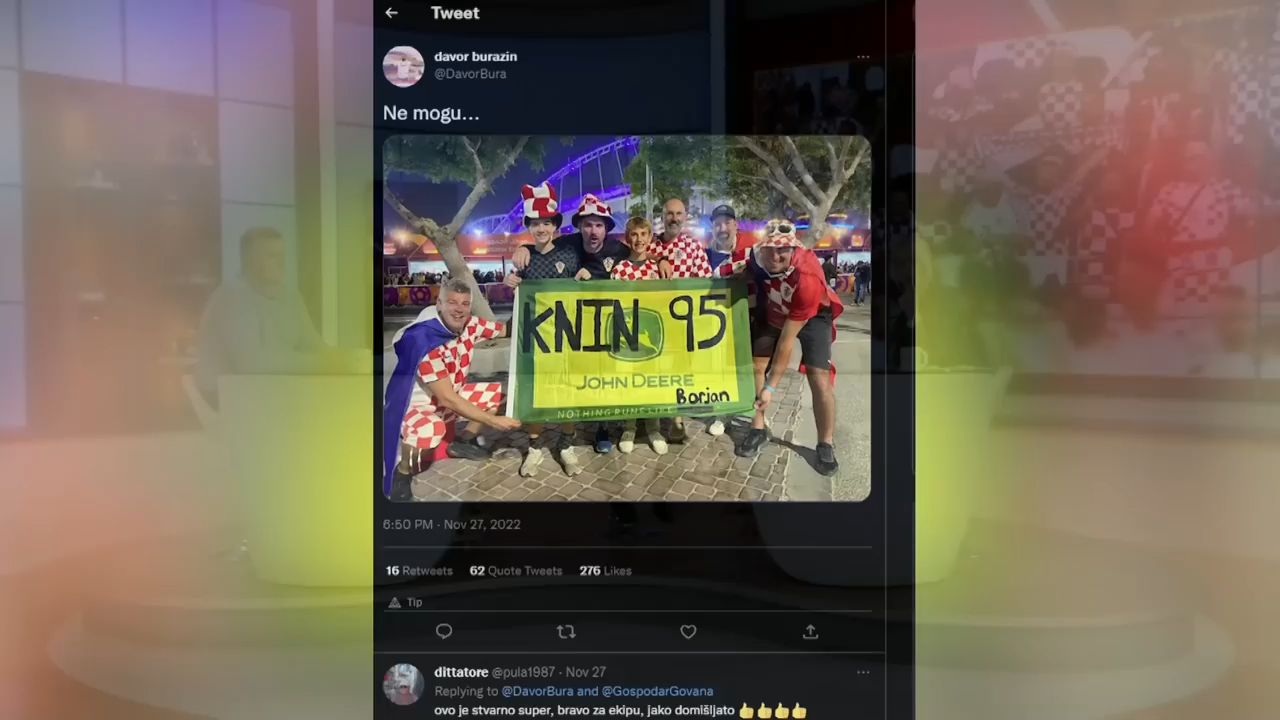 Tweet
davor burazin
@DavorBura
Ne mogu...
KNIN 95
JOHN DEERE
Borjan
NOTHING RUNS LIKE
6:50 PM · Nov 27, 2022
16 Retweets 62 Quote Tweets 276 Likes
Tip
dittatore @pula1987 · Nov 27
Replying to @DavorBura and @GospodarGovana
ovo je stvarno super, bravo za ekipu, jako domišljato 👍👍👍👍